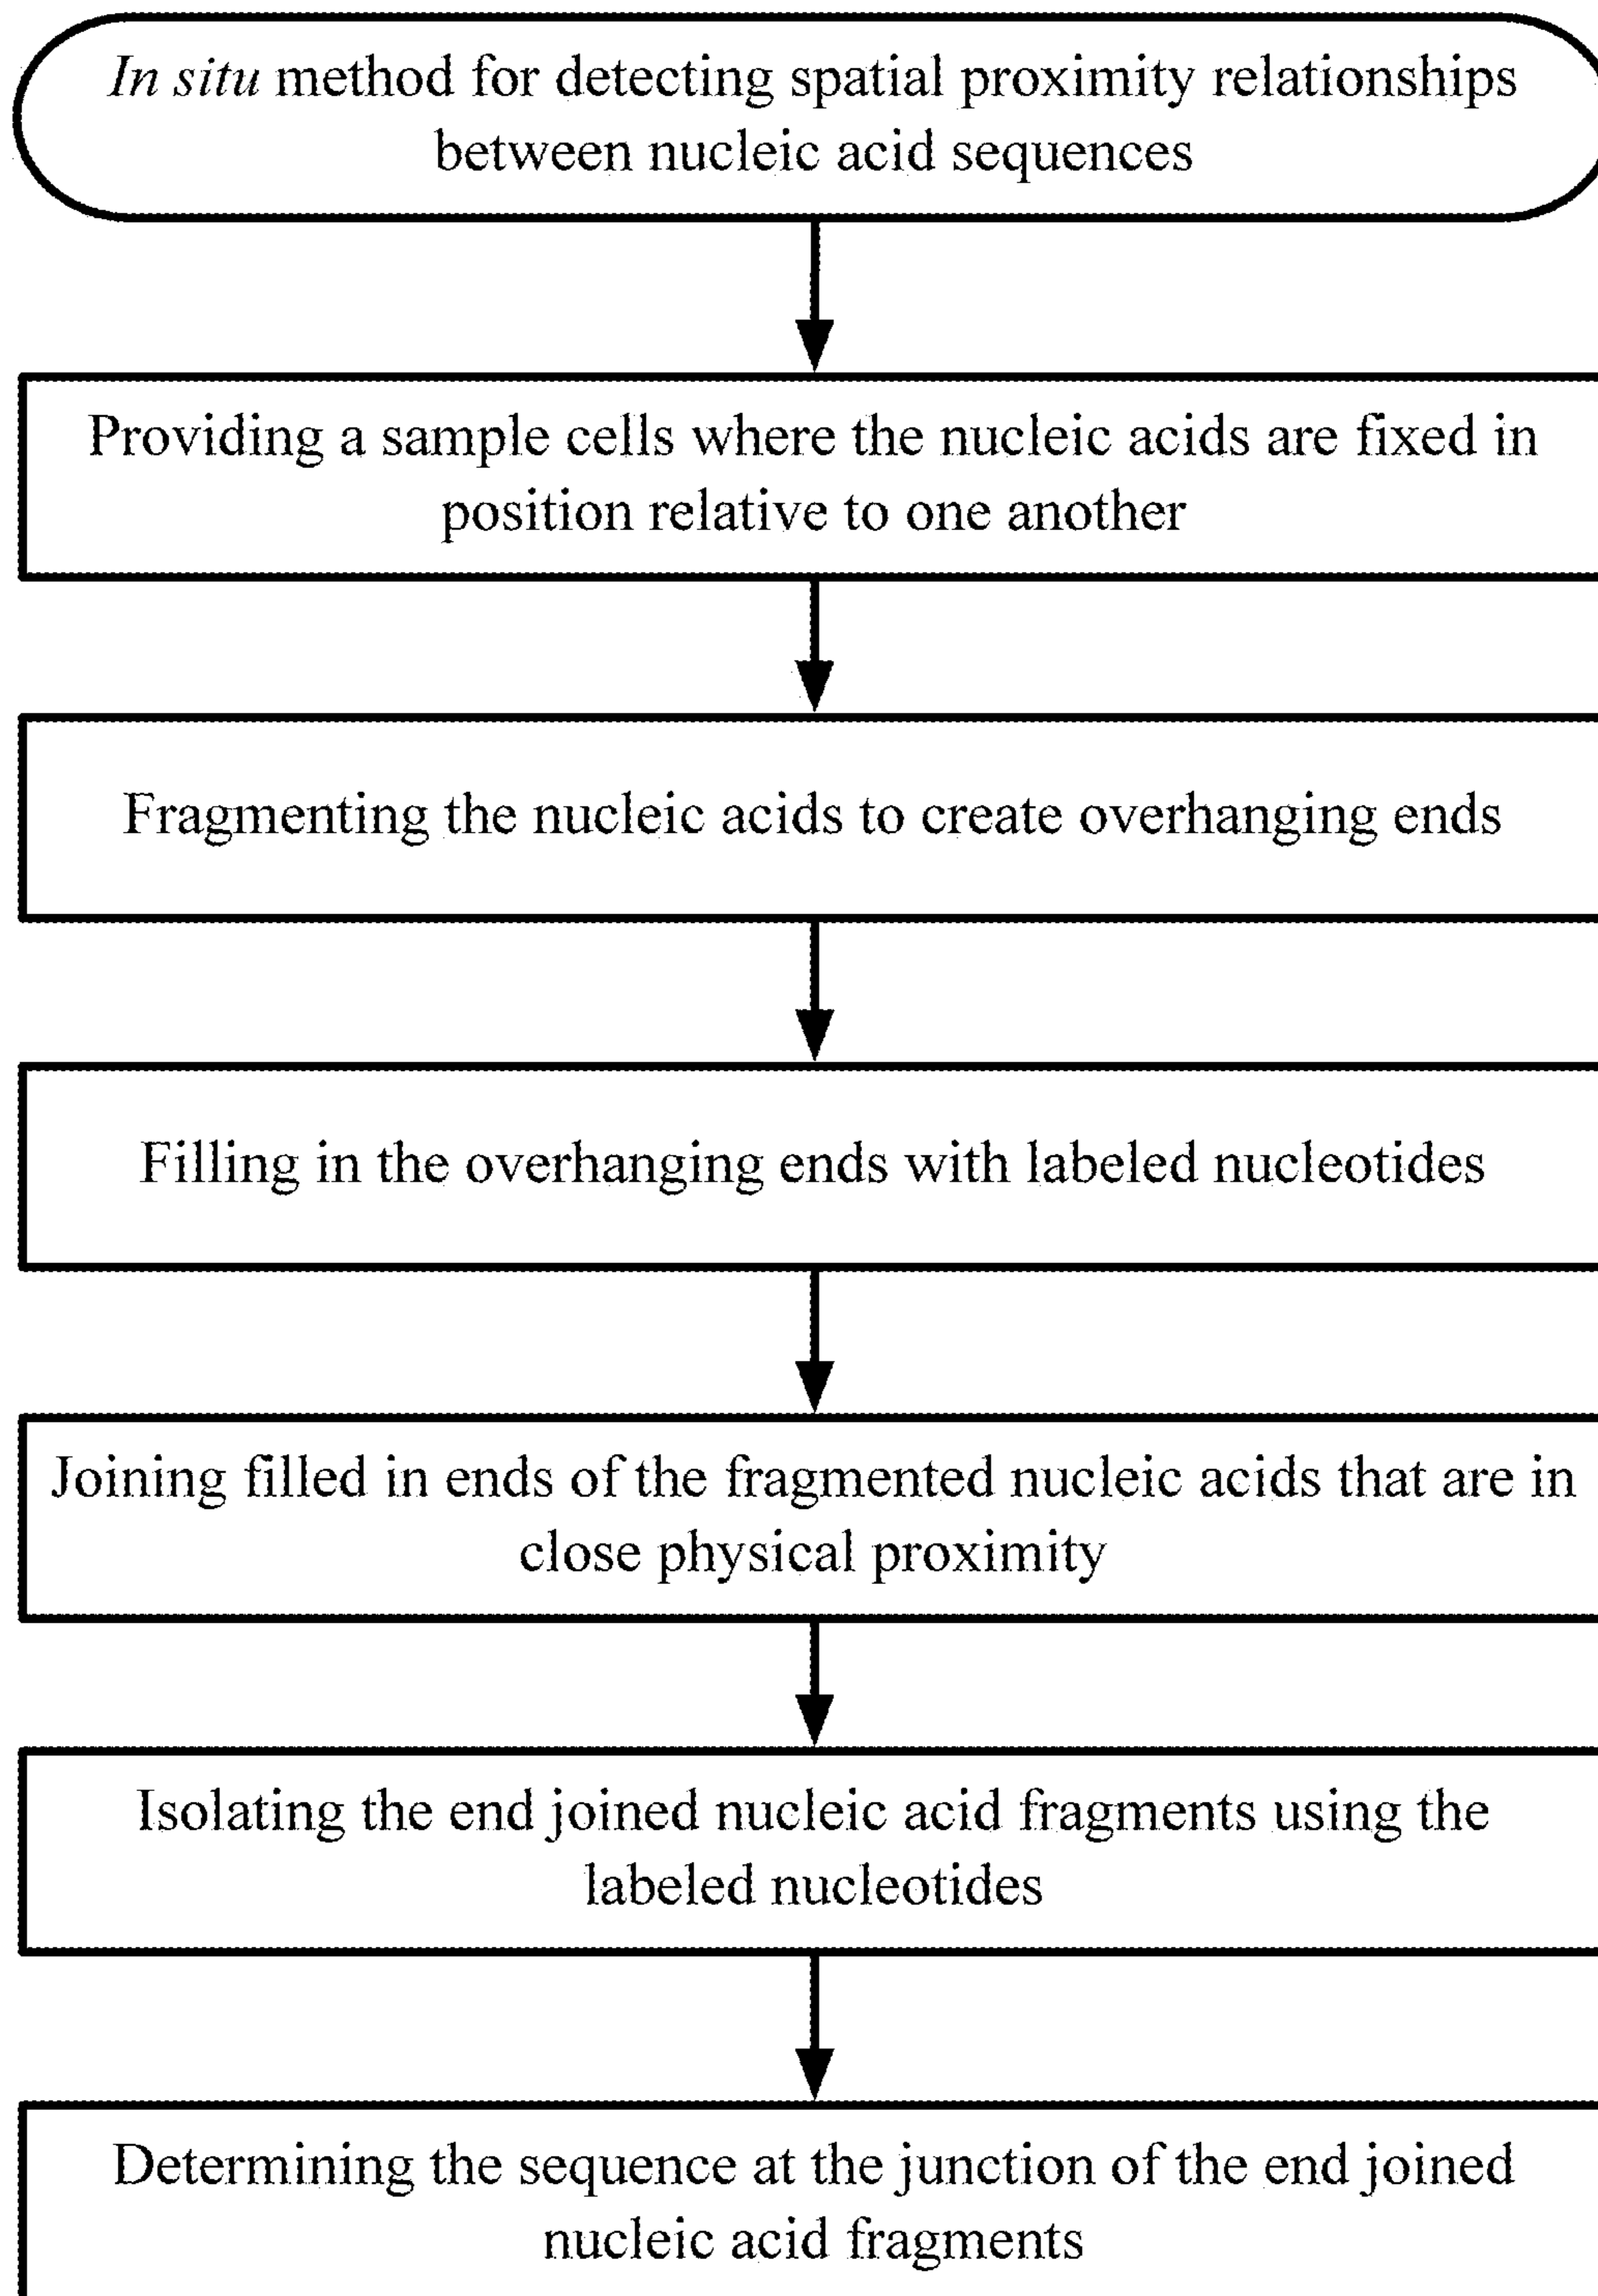 In situ method for detecting spatial proximity relationships
between nucleic acid sequences
Providing a sample cells where the nucleic acids are fixed in
position relative to one another
Fragmenting the nucleic acids to create overhanging ends
Filling in the overhanging ends with labeled nucleotides
Joining filled in ends of the fragmented nucleic acids that are in
close physical proximity
Isolating the end joined nucleic acid fragments using the
labeled nucleotides
Determining the sequence at the junction of the end joined
nucleic acid fragments